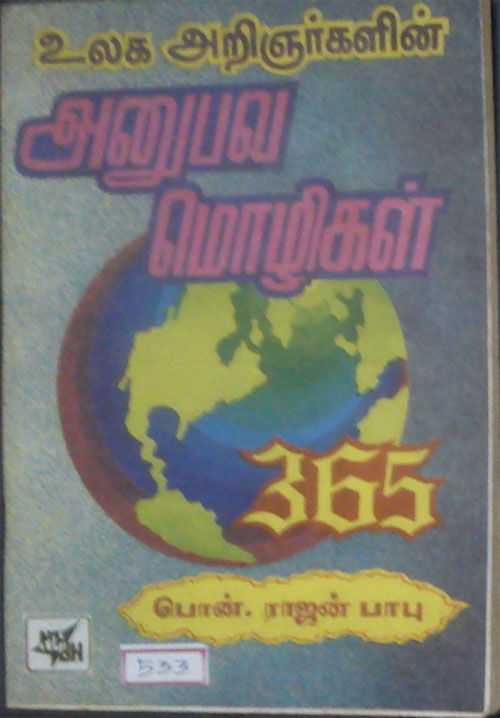 உலக அறிஞர்களின்
அனுபவ
மொழிகள்
365
பொன். ராஜன் பாபு
533